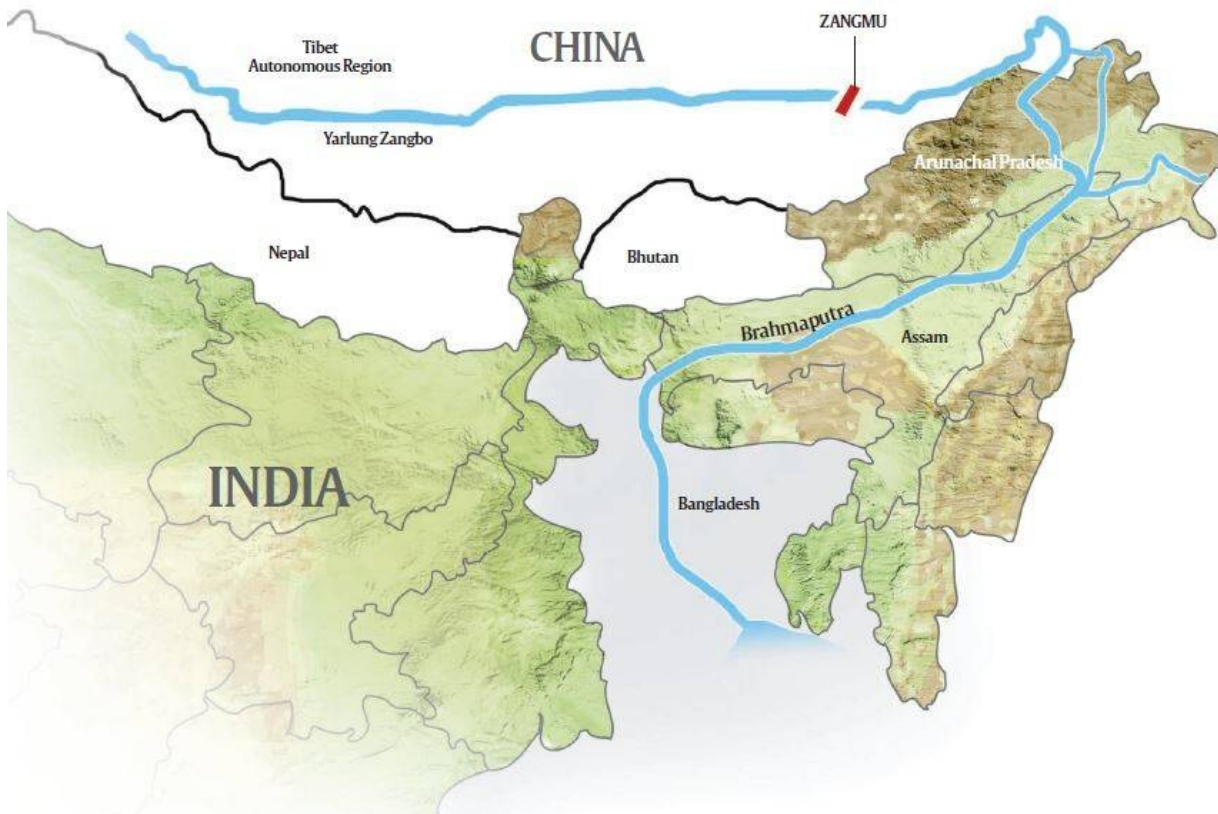 ZANGMU
CHINA
Tibet
Autonomous Region
Yarlung Zangbo
Arunachal Pradesh
Nepal
Bhutan
Brahmaputra
Assam
INDIA
Bangladesh